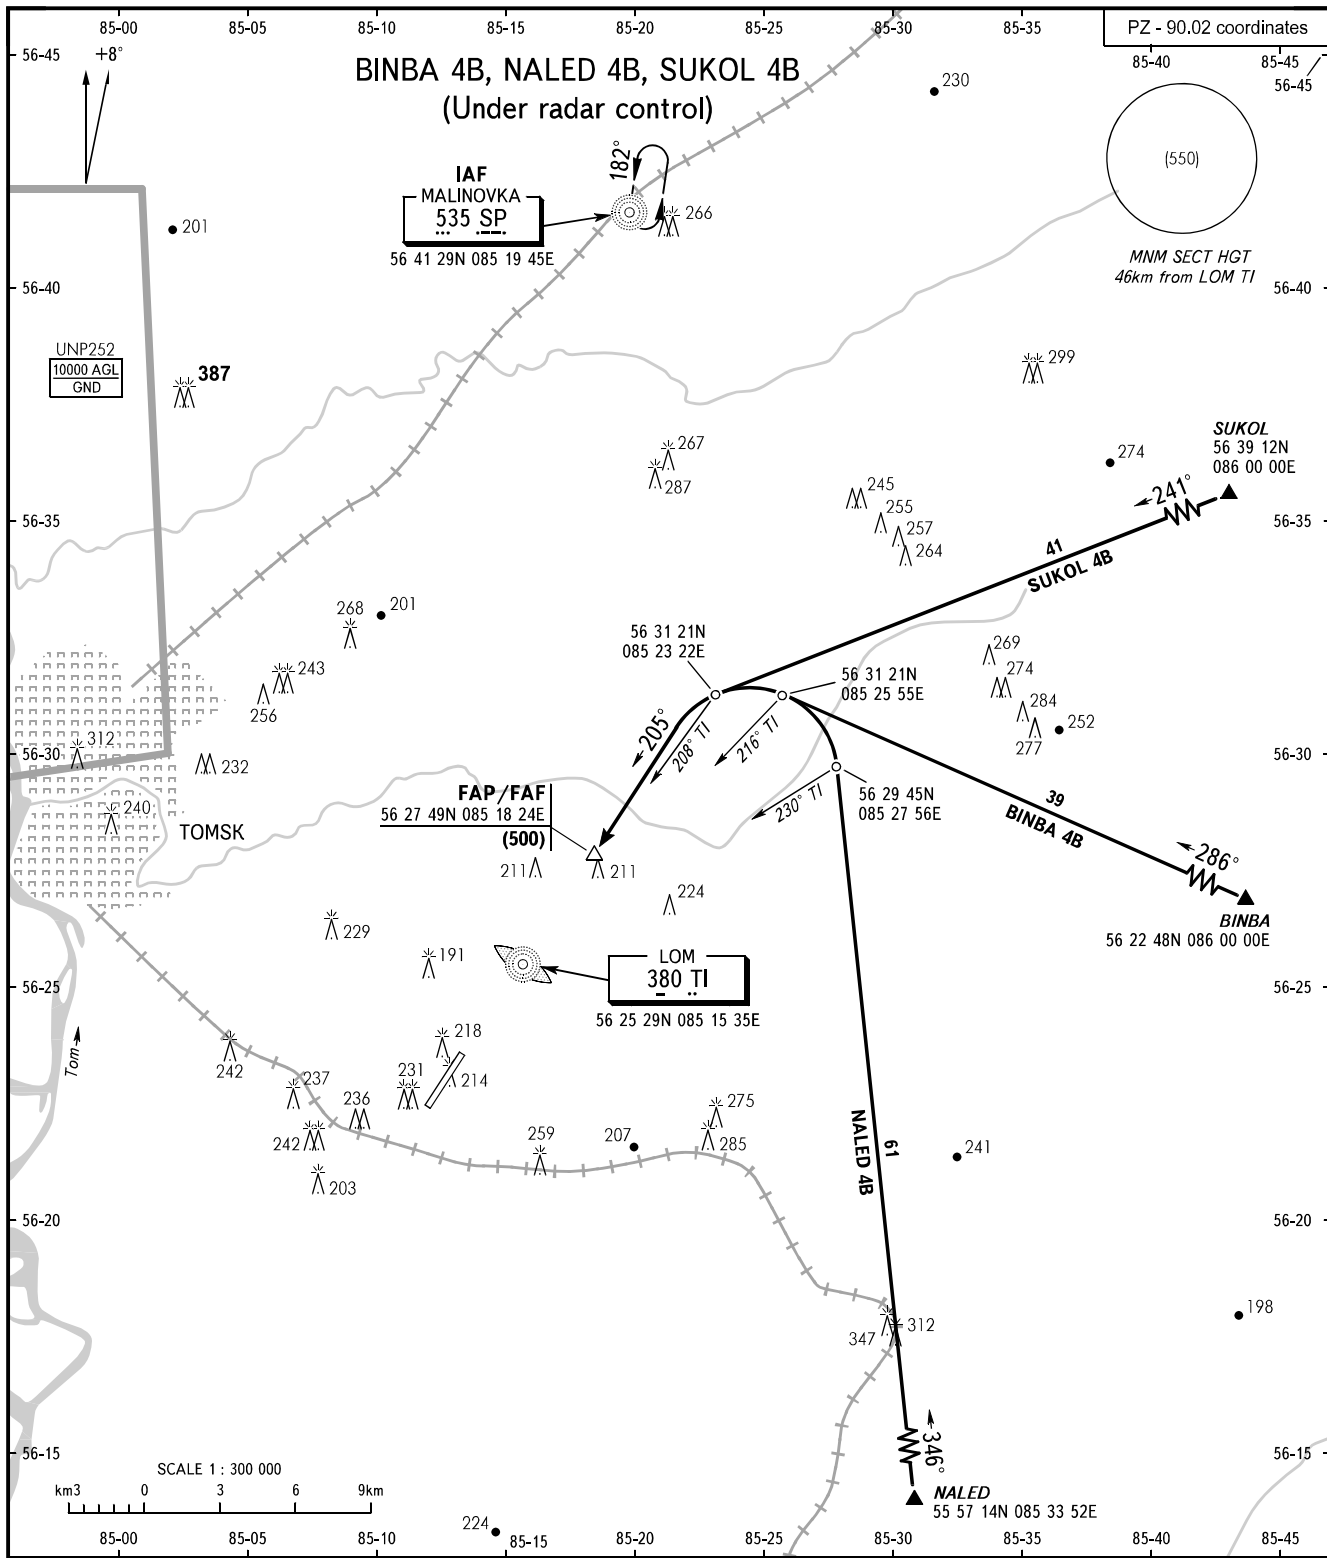 85-00 85-05 85-10 85-15 85-20 85-25 85-30 85-35
PZ - 90.02 coordinates
85-40 85-45
56-45
56-45
+8°
BINBA 4B, NALED 4B, SUKOL 4B
(Under radar control)
230
(550)
MNM SECT HGT
46km from LOM TI
182°
IAF
MALINOVKA
535 SP
56 41 29N 085 19 45E
266
201
56-40
56-40
UNP252
10000 AGL
GND
387
299
267
287
274
SUKOL
56 39 12N
086 00 00E
245
255
257
264
241°
56-35
56-35
41
SUKOL 4B
268
201
56 31 21N
085 23 22E
269
243
256
56 31 21N
085 25 55E
274
284
277
252
205°
208° TI
216° TI
230° TI
312
232
56-30
56-30
56 29 45N
085 27 56E
FAP/FAF
56 27 49N 085 18 24E
(500)
39
BINBA 4B
240
TOMSK
286°
211
211
224
BINBA
56 22 48N 086 00 00E
229
191
LOM
380 TI
56 25 29N 085 15 35E
56-25
56-25
Tom
218
214
242
237
231
236
275
285
242
203
259
207
NALED 4B
61
241
56-20
56-20
347
312
198
346°
56-15
56-15
SCALE 1 : 300 000
km3 0 3 6 9km
NALED
55 57 14N 085 33 52E
224
85-00 85-05 85-10 85-15 85-20 85-25 85-30 85-35 85-40 85-45